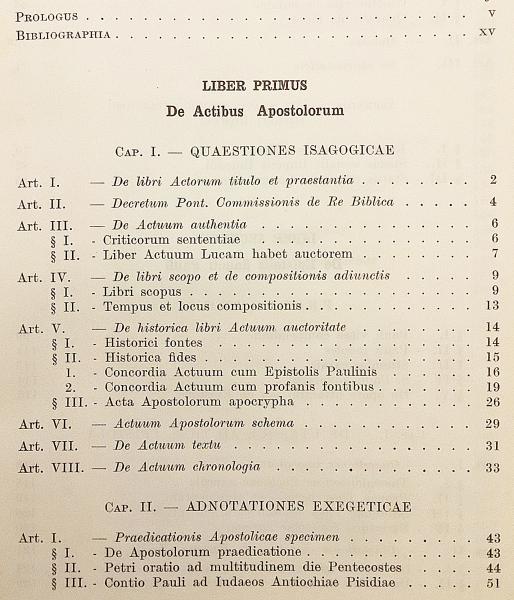 PROLOGUS . . . . . . . . . . . . . . . . . . . . . . V
BIBLIOGRAPHIA . . . . . . . . . . . . . . . . . . . . XV
LIBER PRIMUS
De Actibus Apostolorum
CAP. I. — QUAESTIONES ISAGOGICAE
Art. I. — De libri Actorum titulo et praestantia . . . . . . . . 2
Art. II. — Decretum Pont. Commissionis de Re Biblica . . . . . 4
Art. III. — De Actuum authentia . . . . . . . . . . . . . 6
§ I. - Criticorum sententiae . . . . . . . . . . . . . 6
§ II. - Liber Actuum Lucam habet auctorem . . . . . . . 7
Art. IV. — De libri scopo et de compositionis adiunctis . . . . . 9
§ I. - Libri scopus . . . . . . . . . . . . . . . . 9
§ II. - Tempus et locus compositionis . . . . . . . . . . 13
Art. V. — De historica libri Actuum auctoritate . . . . . . . . 14
§ I. - Historici fontes . . . . . . . . . . . . . . . 14
§ II. - Historica fides . . . . . . . . . . . . . . . 15
1. - Concordia Actuum cum Epistolis Paulinis . . . . . . 16
2. - Concordia Actuum cum profanis fontibus . . . . . . 19
§ III. - Acta Apostolorum apocrypha . . . . . . . . . . 26
Art. VI. — Actuum Apostolorum schema . . . . . . . . . . 29
Art. VII. — De Actuum textu . . . . . . . . . . . . . . 31
Art. VIII. — De Actuum chronologia . . . . . . . . . . . . 33
CAP. II. — ADNOTATIONES EXEGETICAE
Art. I. — Praedicationis Apostolicae specimen . . . . . . . . . 43
§ I. - De Apostolorum praedicatione . . . . . . . . . . 43
§ II. - Petri oratio ad multitudinem die Pentecostes . . . . 44
§ III. - Contio Pauli ad Iudaeos Antiochiae Pisidiae . . . . . 51